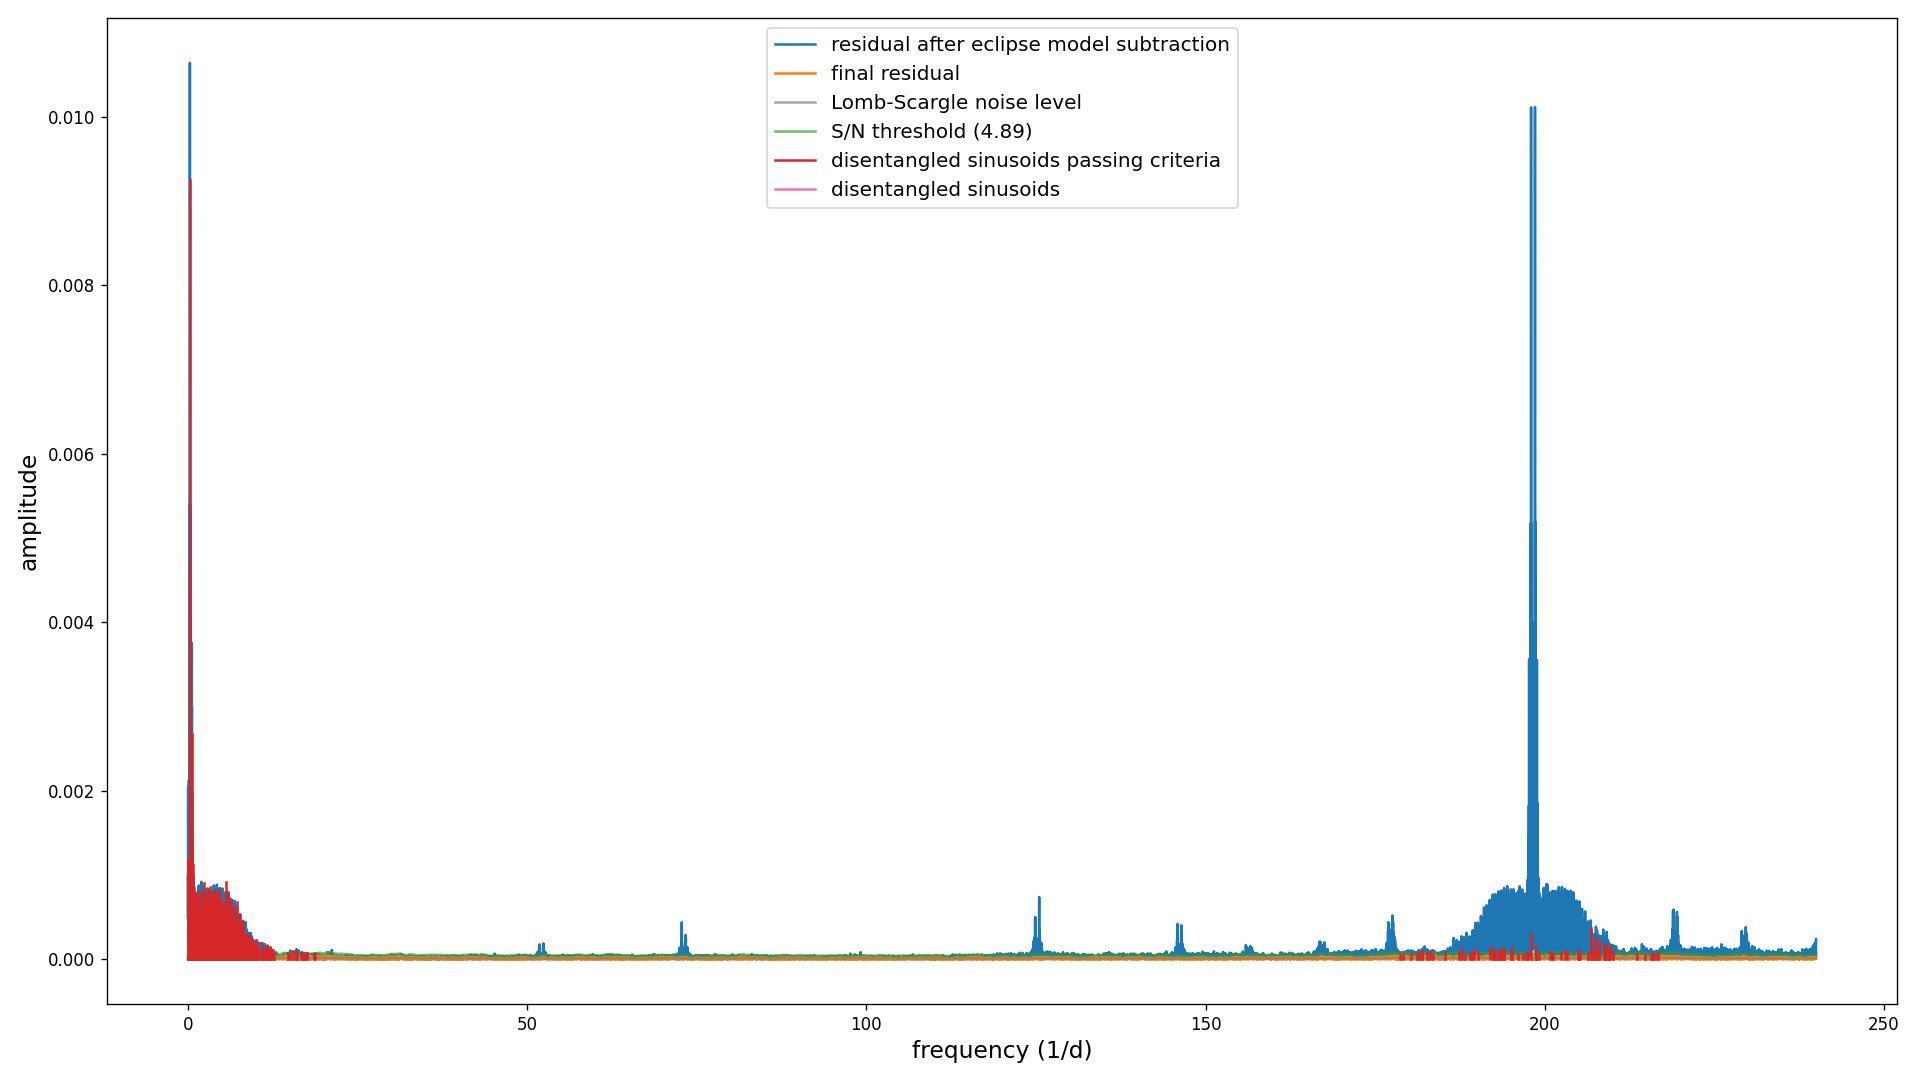 residual after eclipse model subtraction
final residual
Lomb-Scargle noise level
S/N threshold (4.89)
disentangled sinusoids passing criteria
disentangled sinusoids
amplitude
0.010
0.008
0.006
0.004
0.002
0.000
0 50 100 150 200 250
frequency (1/d)